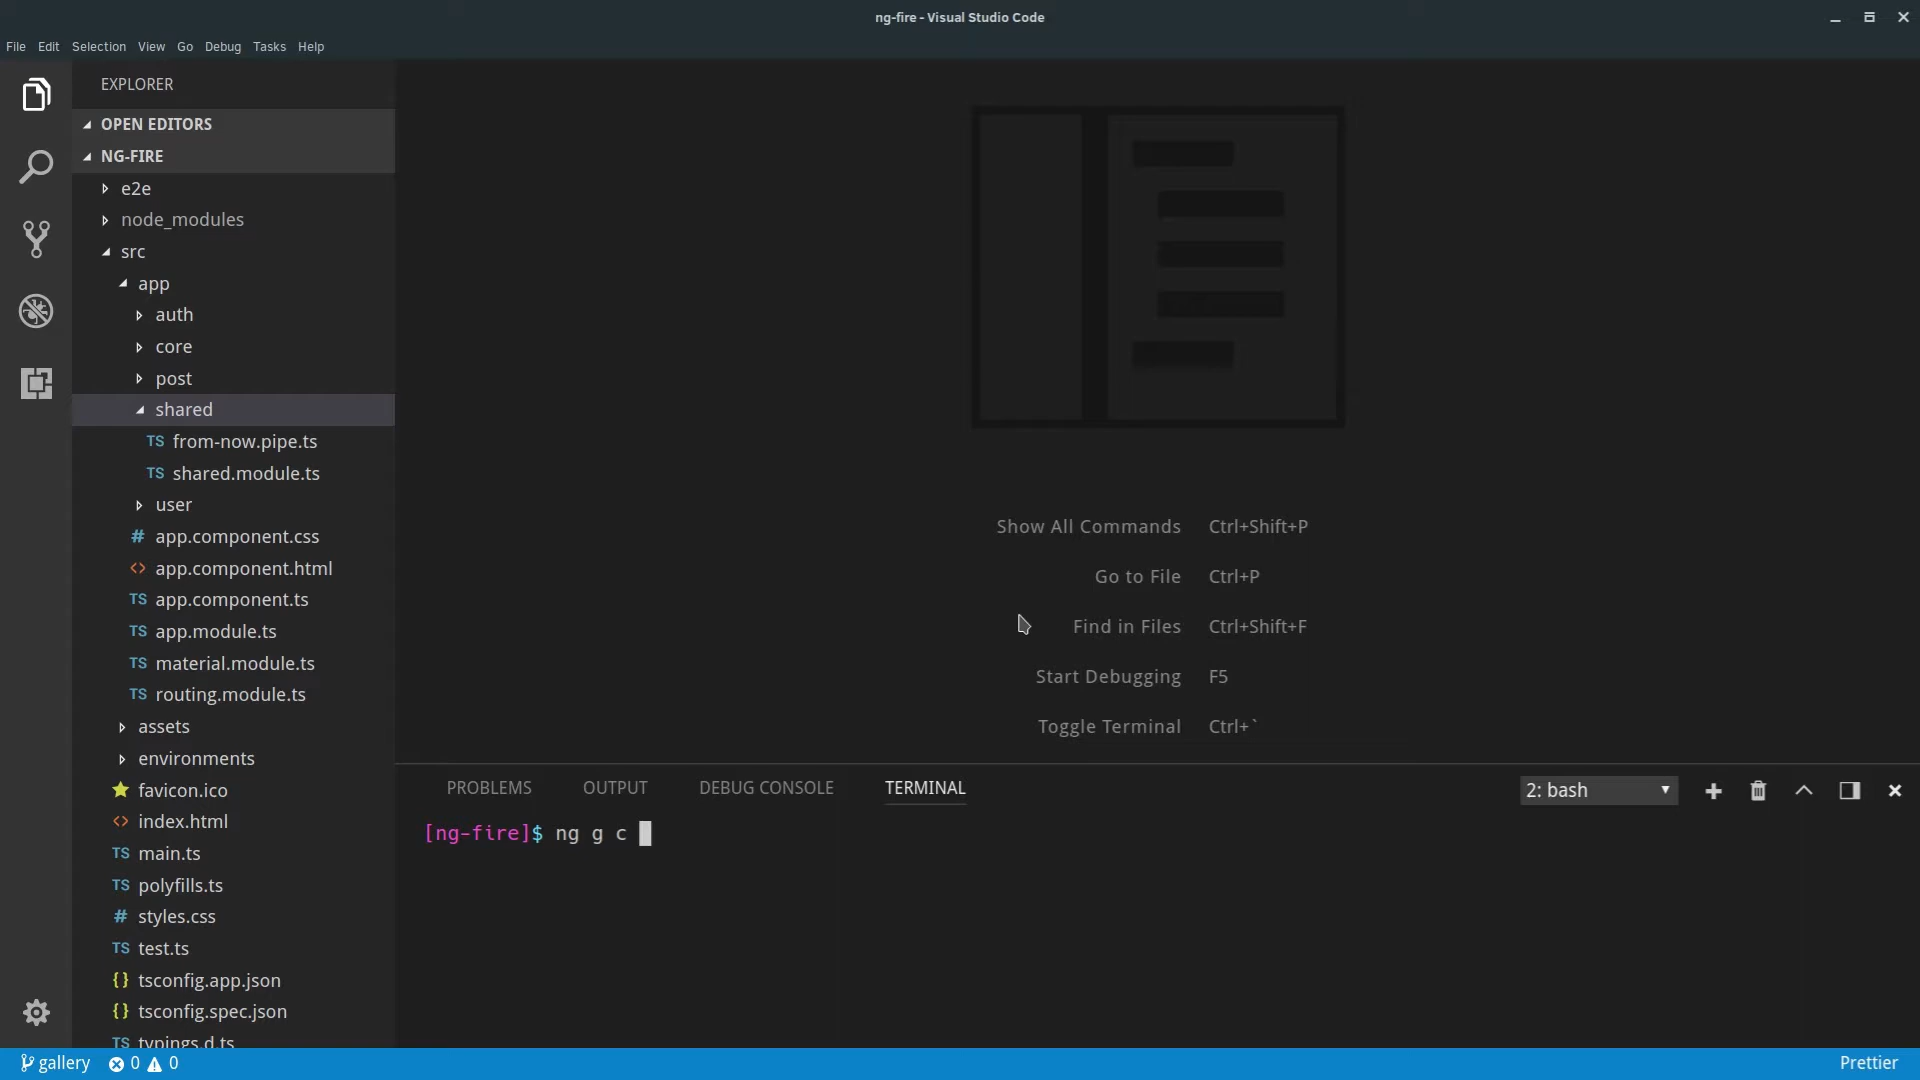 ng-fire - Visual Studio Code
File Edit Selection View Go Debug Tasks Help
EXPLORER
OPEN EDITORS
NG-FIRE
e2e
node_modules
src
app
auth
core
post
shared
TS from-now.pipe.ts
TS shared.module.ts
user
# app.component.css
<> app.component.html
TS app.component.ts
TS app.module.ts
TS material.module.ts
TS routing.module.ts
assets
environments
favicon.ico
<> index.html
TS main.ts
TS polyfills.ts
# styles.css
TS test.ts
{} tsconfig.app.json
{} tsconfig.spec.json
TS typings.d.ts
Show All Commands Ctrl+Shift+P
Go to File Ctrl+P
Find in Files Ctrl+Shift+F
Start Debugging F5
Toggle Terminal Ctrl+`
PROBLEMS OUTPUT DEBUG CONSOLE TERMINAL 2: bash
[ng-fire]$ ng g c
gallery 0 0 Prettier